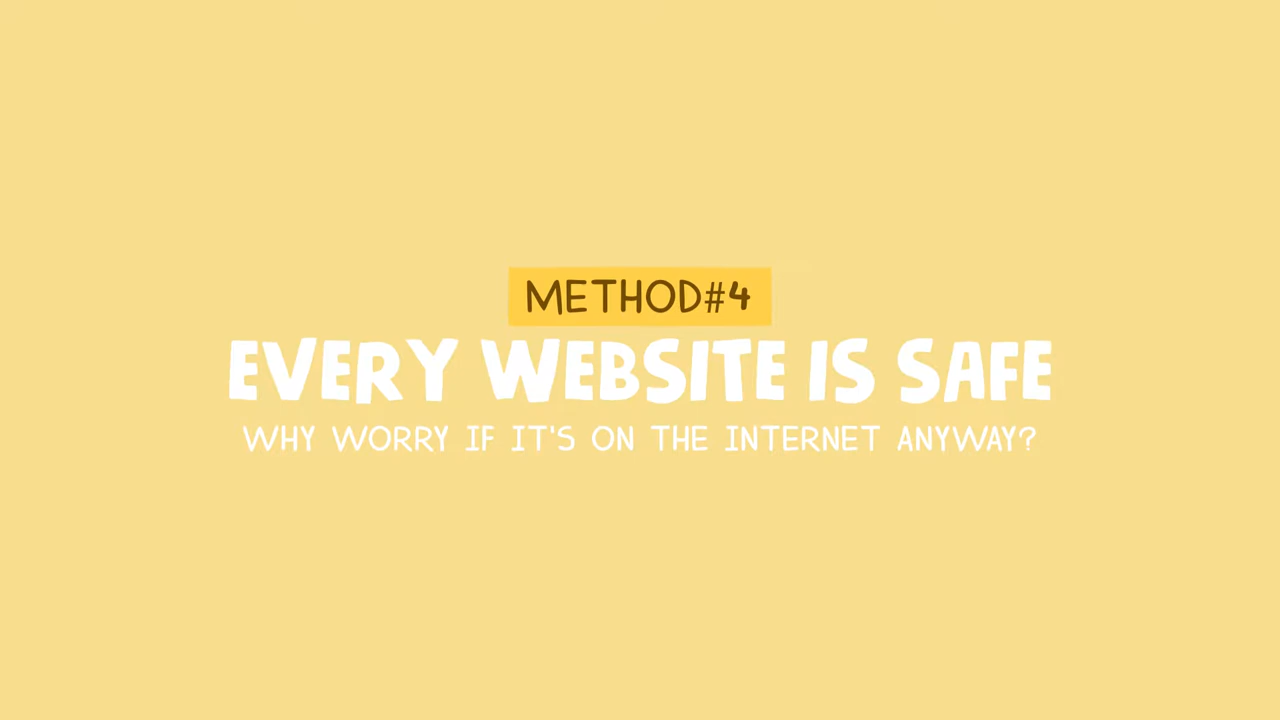 METHOD#4
EVERY WEBSITE IS SAFE
WHY WORRY IF IT'S ON THE INTERNET ANYWAY?